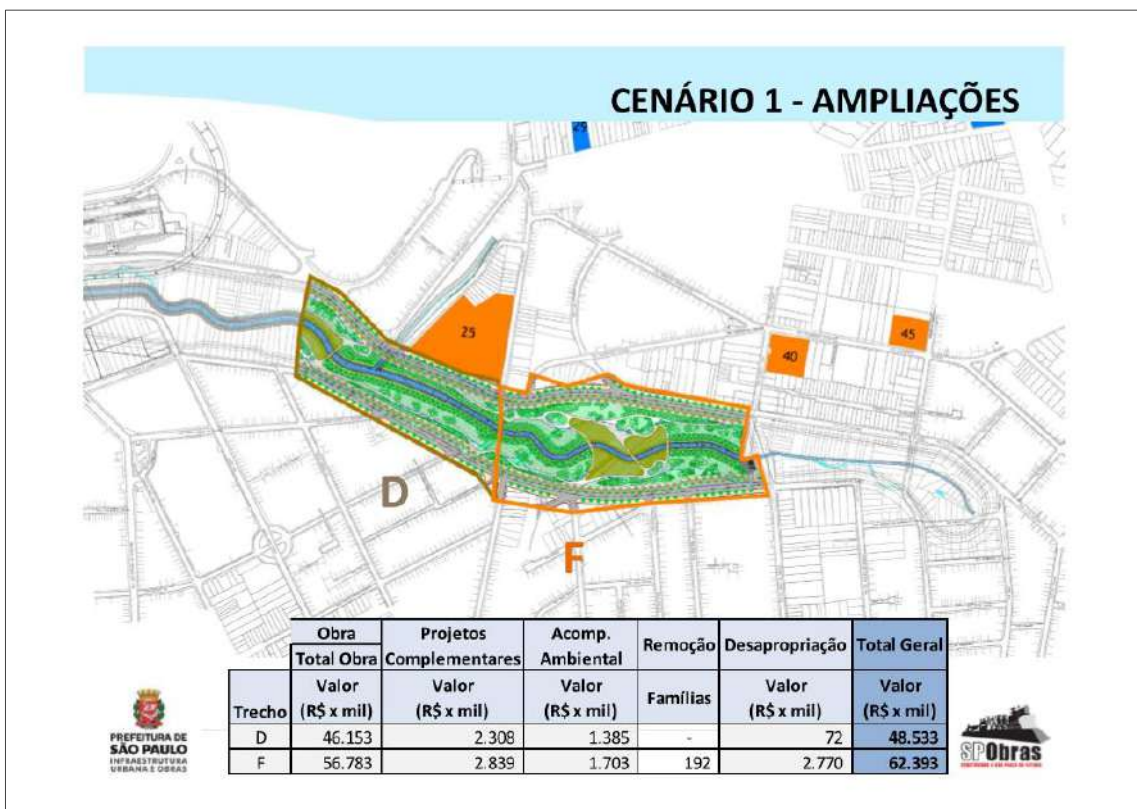 CENÁRIO 1 - AMPLIAÇÕES
29
25
45
40
D
F
Obra Projetos Acomp. Remoção Desapropriação Total Geral
Total Obra Complementares Ambiental
Trecho Valor Valor Valor Famílias Valor Valor
(R$ x mil) (R$ x mil) (R$ x mil) (R$ x mil) (R$ x mil)
D 46.153 2.308 1.385 - 72 48.533
F 56.783 2.839 1.703 192 2.770 62.393
PREFEITURA DE
SÃO PAULO
INFRAESTRUTURA
URBANA E OBRAS
SPObras